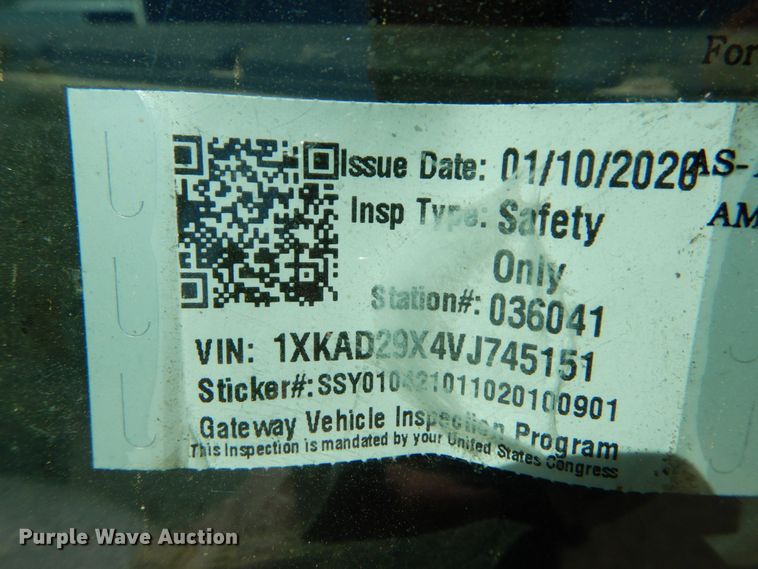 For
Issue Date: 01/10/2020
AS-
Insp Type: Safety
AM
Only
Station#: 036041
VIN: 1XKAD29X4VJ745151
Sticker#: SSY010421011020100901
Gateway Vehicle Inspection Program
This Inspection is mandated by your United States Congress
Purple Wave Auction